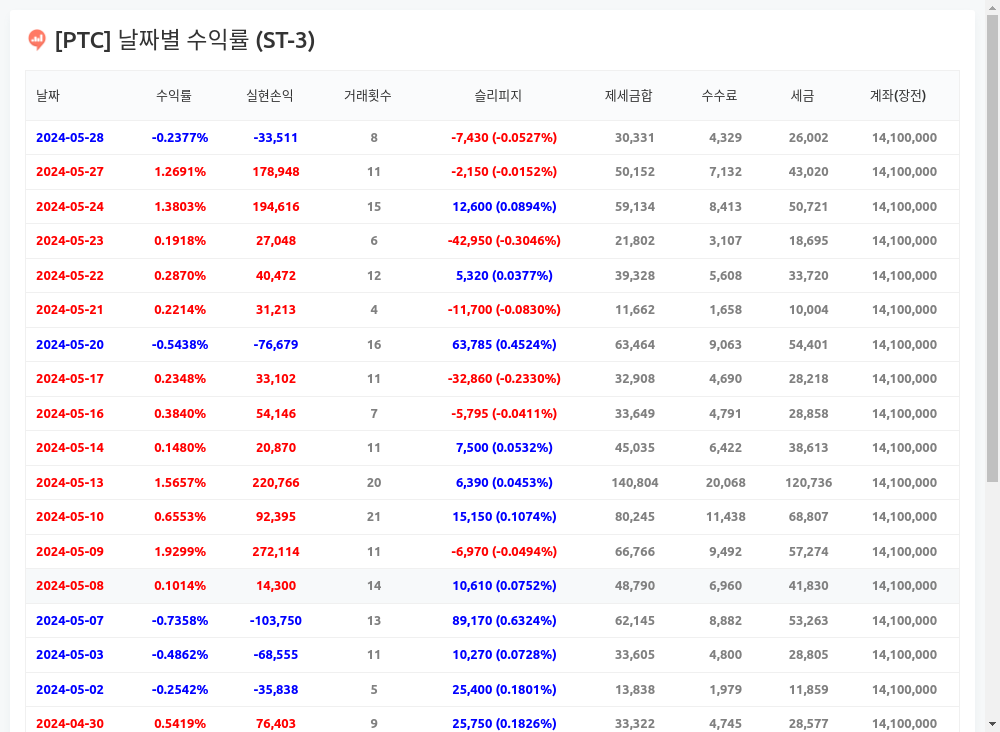 [PTC] 날짜별 수익률 (ST-3)
날짜 수익률 실현손익 거래횟수 슬리피지 제세금합 수수료 세금 계좌(장전)
2024-05-28 -0.2377% -33,511 8 -7,430 (-0.0527%) 30,331 4,329 26,002 14,100,000
2024-05-27 1.2691% 178,948 11 -2,150 (-0.0152%) 50,152 7,132 43,020 14,100,000
2024-05-24 1.3803% 194,616 15 12,600 (0.0894%) 59,134 8,413 50,721 14,100,000
2024-05-23 0.1918% 27,048 6 -42,950 (-0.3046%) 21,802 3,107 18,695 14,100,000
2024-05-22 0.2870% 40,472 12 5,320 (0.0377%) 39,328 5,608 33,720 14,100,000
2024-05-21 0.2214% 31,213 4 -11,700 (-0.0830%) 11,662 1,658 10,004 14,100,000
2024-05-20 -0.5438% -76,679 16 63,785 (0.4524%) 63,464 9,063 54,401 14,100,000
2024-05-17 0.2348% 33,102 11 -32,860 (-0.2330%) 32,908 4,690 28,218 14,100,000
2024-05-16 0.3840% 54,146 7 -5,795 (-0.0411%) 33,649 4,791 28,858 14,100,000
2024-05-14 0.1480% 20,870 11 7,500 (0.0532%) 45,035 6,422 38,613 14,100,000
2024-05-13 1.5657% 220,766 20 6,390 (0.0453%) 140,804 20,068 120,736 14,100,000
2024-05-10 0.6553% 92,395 21 15,150 (0.1074%) 80,245 11,438 68,807 14,100,000
2024-05-09 1.9299% 272,114 11 -6,970 (-0.0494%) 66,766 9,492 57,274 14,100,000
2024-05-08 0.1014% 14,300 14 10,610 (0.0752%) 48,790 6,960 41,830 14,100,000
2024-05-07 -0.7358% -103,750 13 89,170 (0.6324%) 62,145 8,882 53,263 14,100,000
2024-05-03 -0.4862% -68,555 11 10,270 (0.0728%) 33,605 4,800 28,805 14,100,000
2024-05-02 -0.2542% -35,838 5 25,400 (0.1801%) 13,838 1,979 11,859 14,100,000
2024-04-30 0.5419% 76,403 9 25,750 (0.1826%) 33,322 4,745 28,577 14,100,000